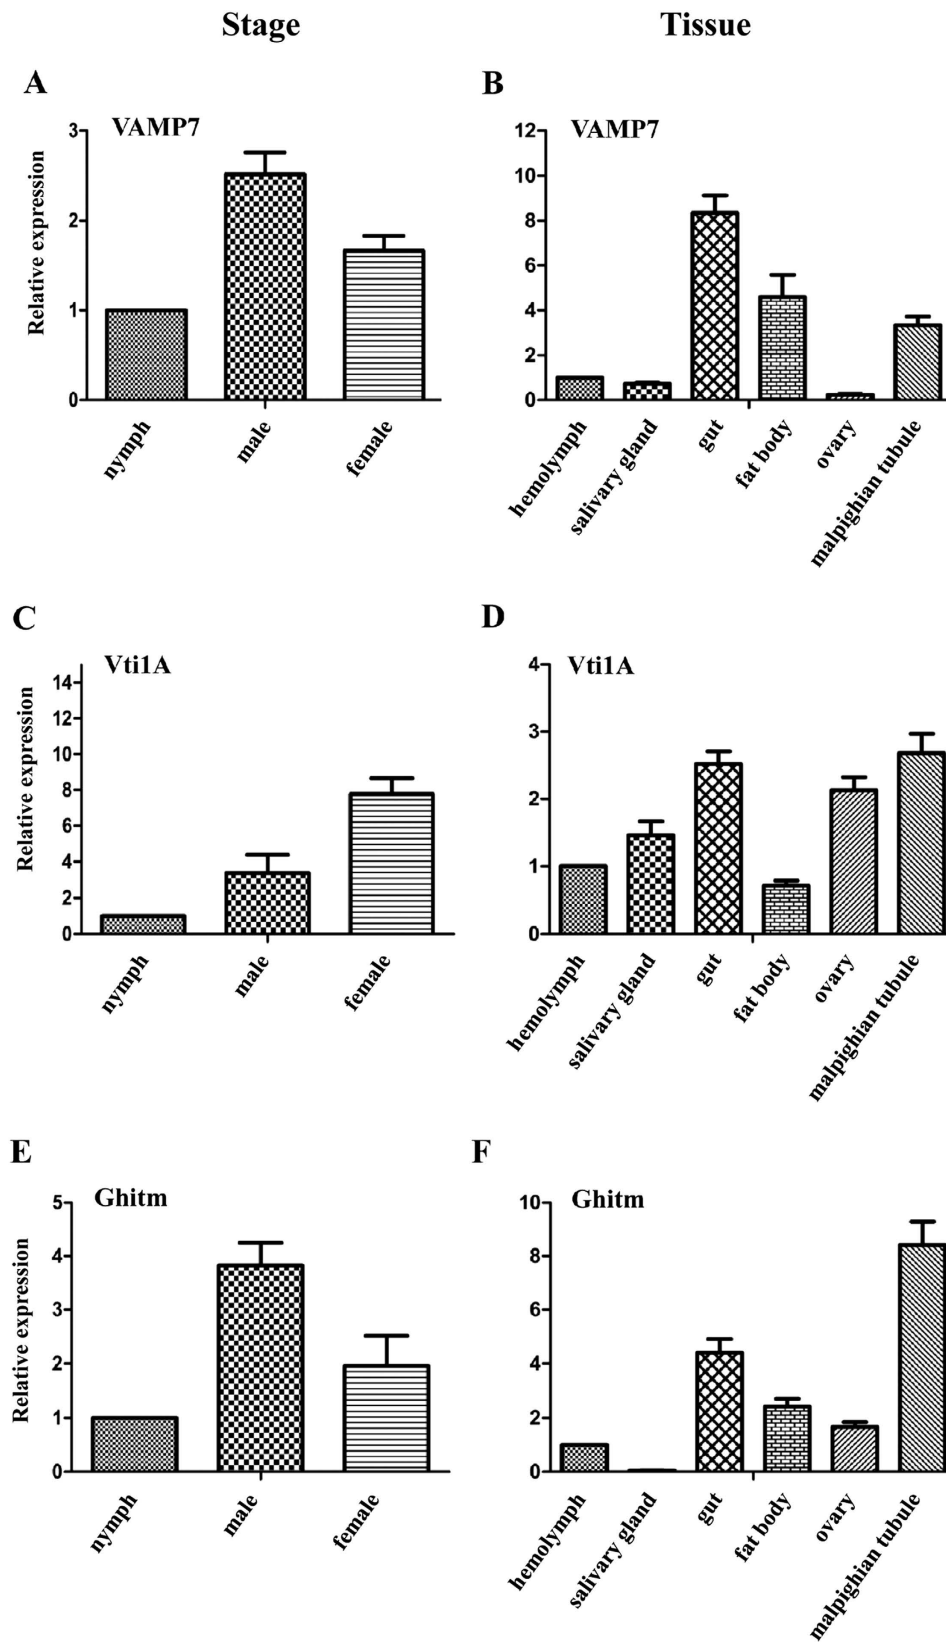 Stage
Tissue
A
VAMP7
Relative expression
3
2
1
0
nymph
male
female
B
VAMP7
12
10
8
6
4
2
0
hemolymph
salivary gland
gut
fat body
ovary
malpighian tubule
C
Vti1A
Relative expression
14
12
10
8
6
4
2
0
nymph
male
female
D
Vti1A
4
3
2
1
0
hemolymph
salivary gland
gut
fat body
ovary
malpighian tubule
E
Ghitm
Relative expression
5
4
3
2
1
0
nymph
male
female
F
Ghitm
10
8
6
4
2
0
hemolymph
salivary gland
gut
fat body
ovary
malpighian tubule